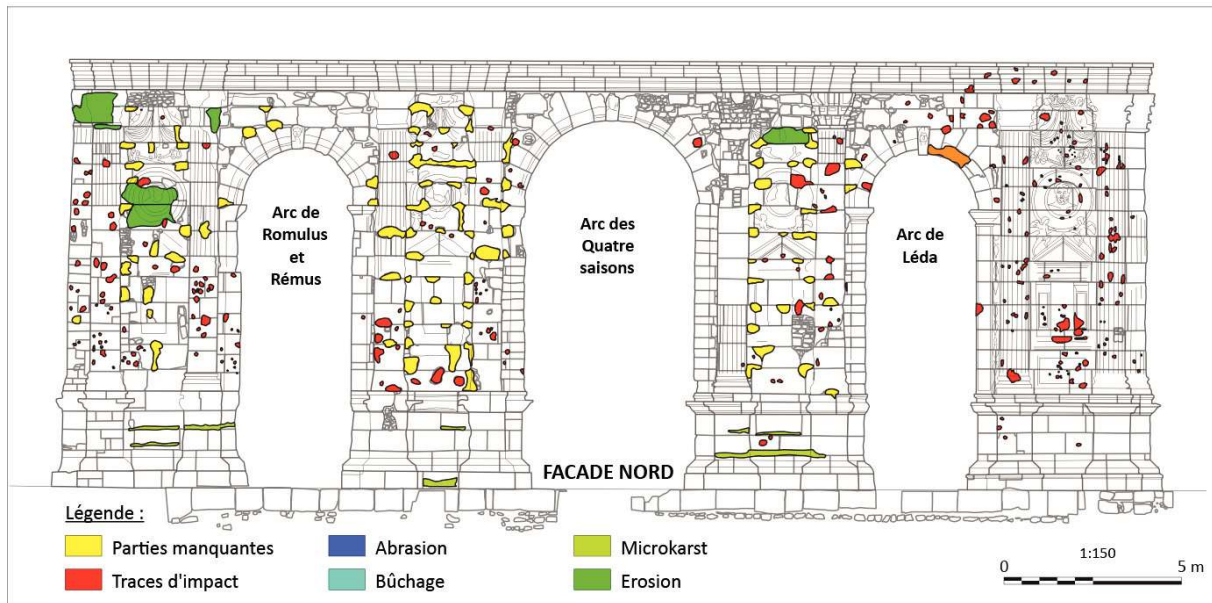 Arc de
Romulus
et
Rémus
Arc des
Quatre
saisons
Arc de
Léda
FACADE NORD
Légende :
Parties manquantes
Abrasion
Microkarst
Traces d'impact
Bûchage
Erosion
1:150
0
5 m